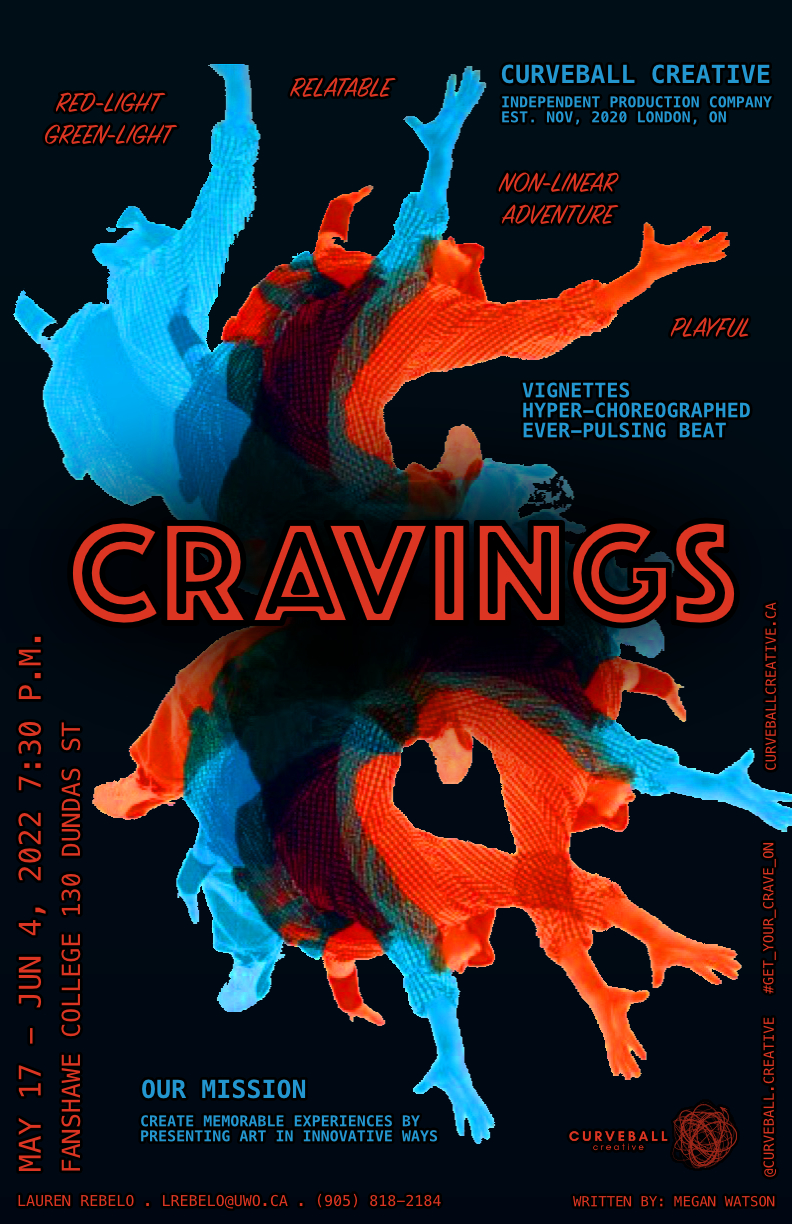 CURVEBALL CREATIVE
INDEPENDENT PRODUCTION COMPANY
EST. NOV, 2020 LONDON, ON
RED-LIGHT
GREEN-LIGHT
RELATABLE
NON-LINEAR
ADVENTURE
PLAYFUL
VIGNETTES
HYPER-CHOREOGRAPHED
EVER-PULSING BEAT
CRAVINGS
MAY 17 - JUN 4, 2022 7:30 P.M.
FANSHAWE COLLEGE 130 DUNDAS ST
@CURVEBALL.CREATIVE #GET_YOUR_CRAVE_ON CURVEBALLCREATIVE.CA
OUR MISSION
CREATE MEMORABLE EXPERIENCES BY
PRESENTING ART IN INNOVATIVE WAYS
CURVEBALL
creative
LAUREN REBELO . LREBELO@UWO.CA . (905) 818-2184
WRITTEN BY: MEGAN WATSON